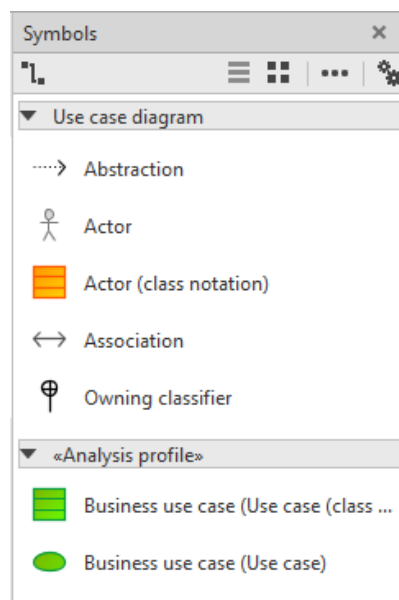 Symbols
Use case diagram
Abstraction
Actor
Actor (class notation)
Association
Owning classifier
«Analysis profile»
Business use case (Use case (class ...
Business use case (Use case)